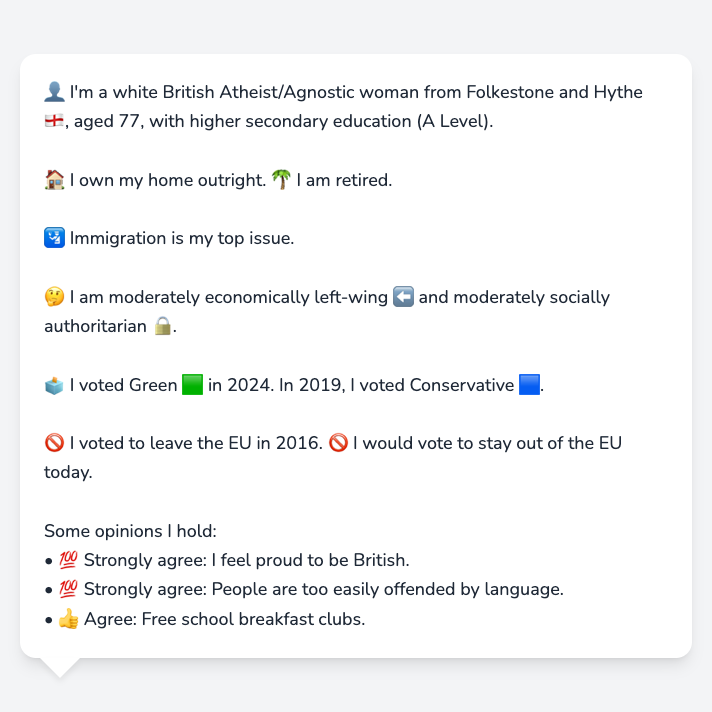 👤 I'm a white British Atheist/Agnostic woman from Folkestone and Hythe
🏴󠁧󠁢󠁥󠁮󠁧󠁿, aged 77, with higher secondary education (A Level).
🏠 I own my home outright. 🌴 I am retired.
🛂 Immigration is my top issue.
🤔 I am moderately economically left-wing ⬅️ and moderately socially
authoritarian 🔒.
🗳️ I voted Green 🟩 in 2024. In 2019, I voted Conservative 🟦.
🚫 I voted to leave the EU in 2016. 🚫 I would vote to stay out of the EU
today.
Some opinions I hold:
• 💯 Strongly agree: I feel proud to be British.
• 💯 Strongly agree: People are too easily offended by language.
• 👍 Agree: Free school breakfast clubs.